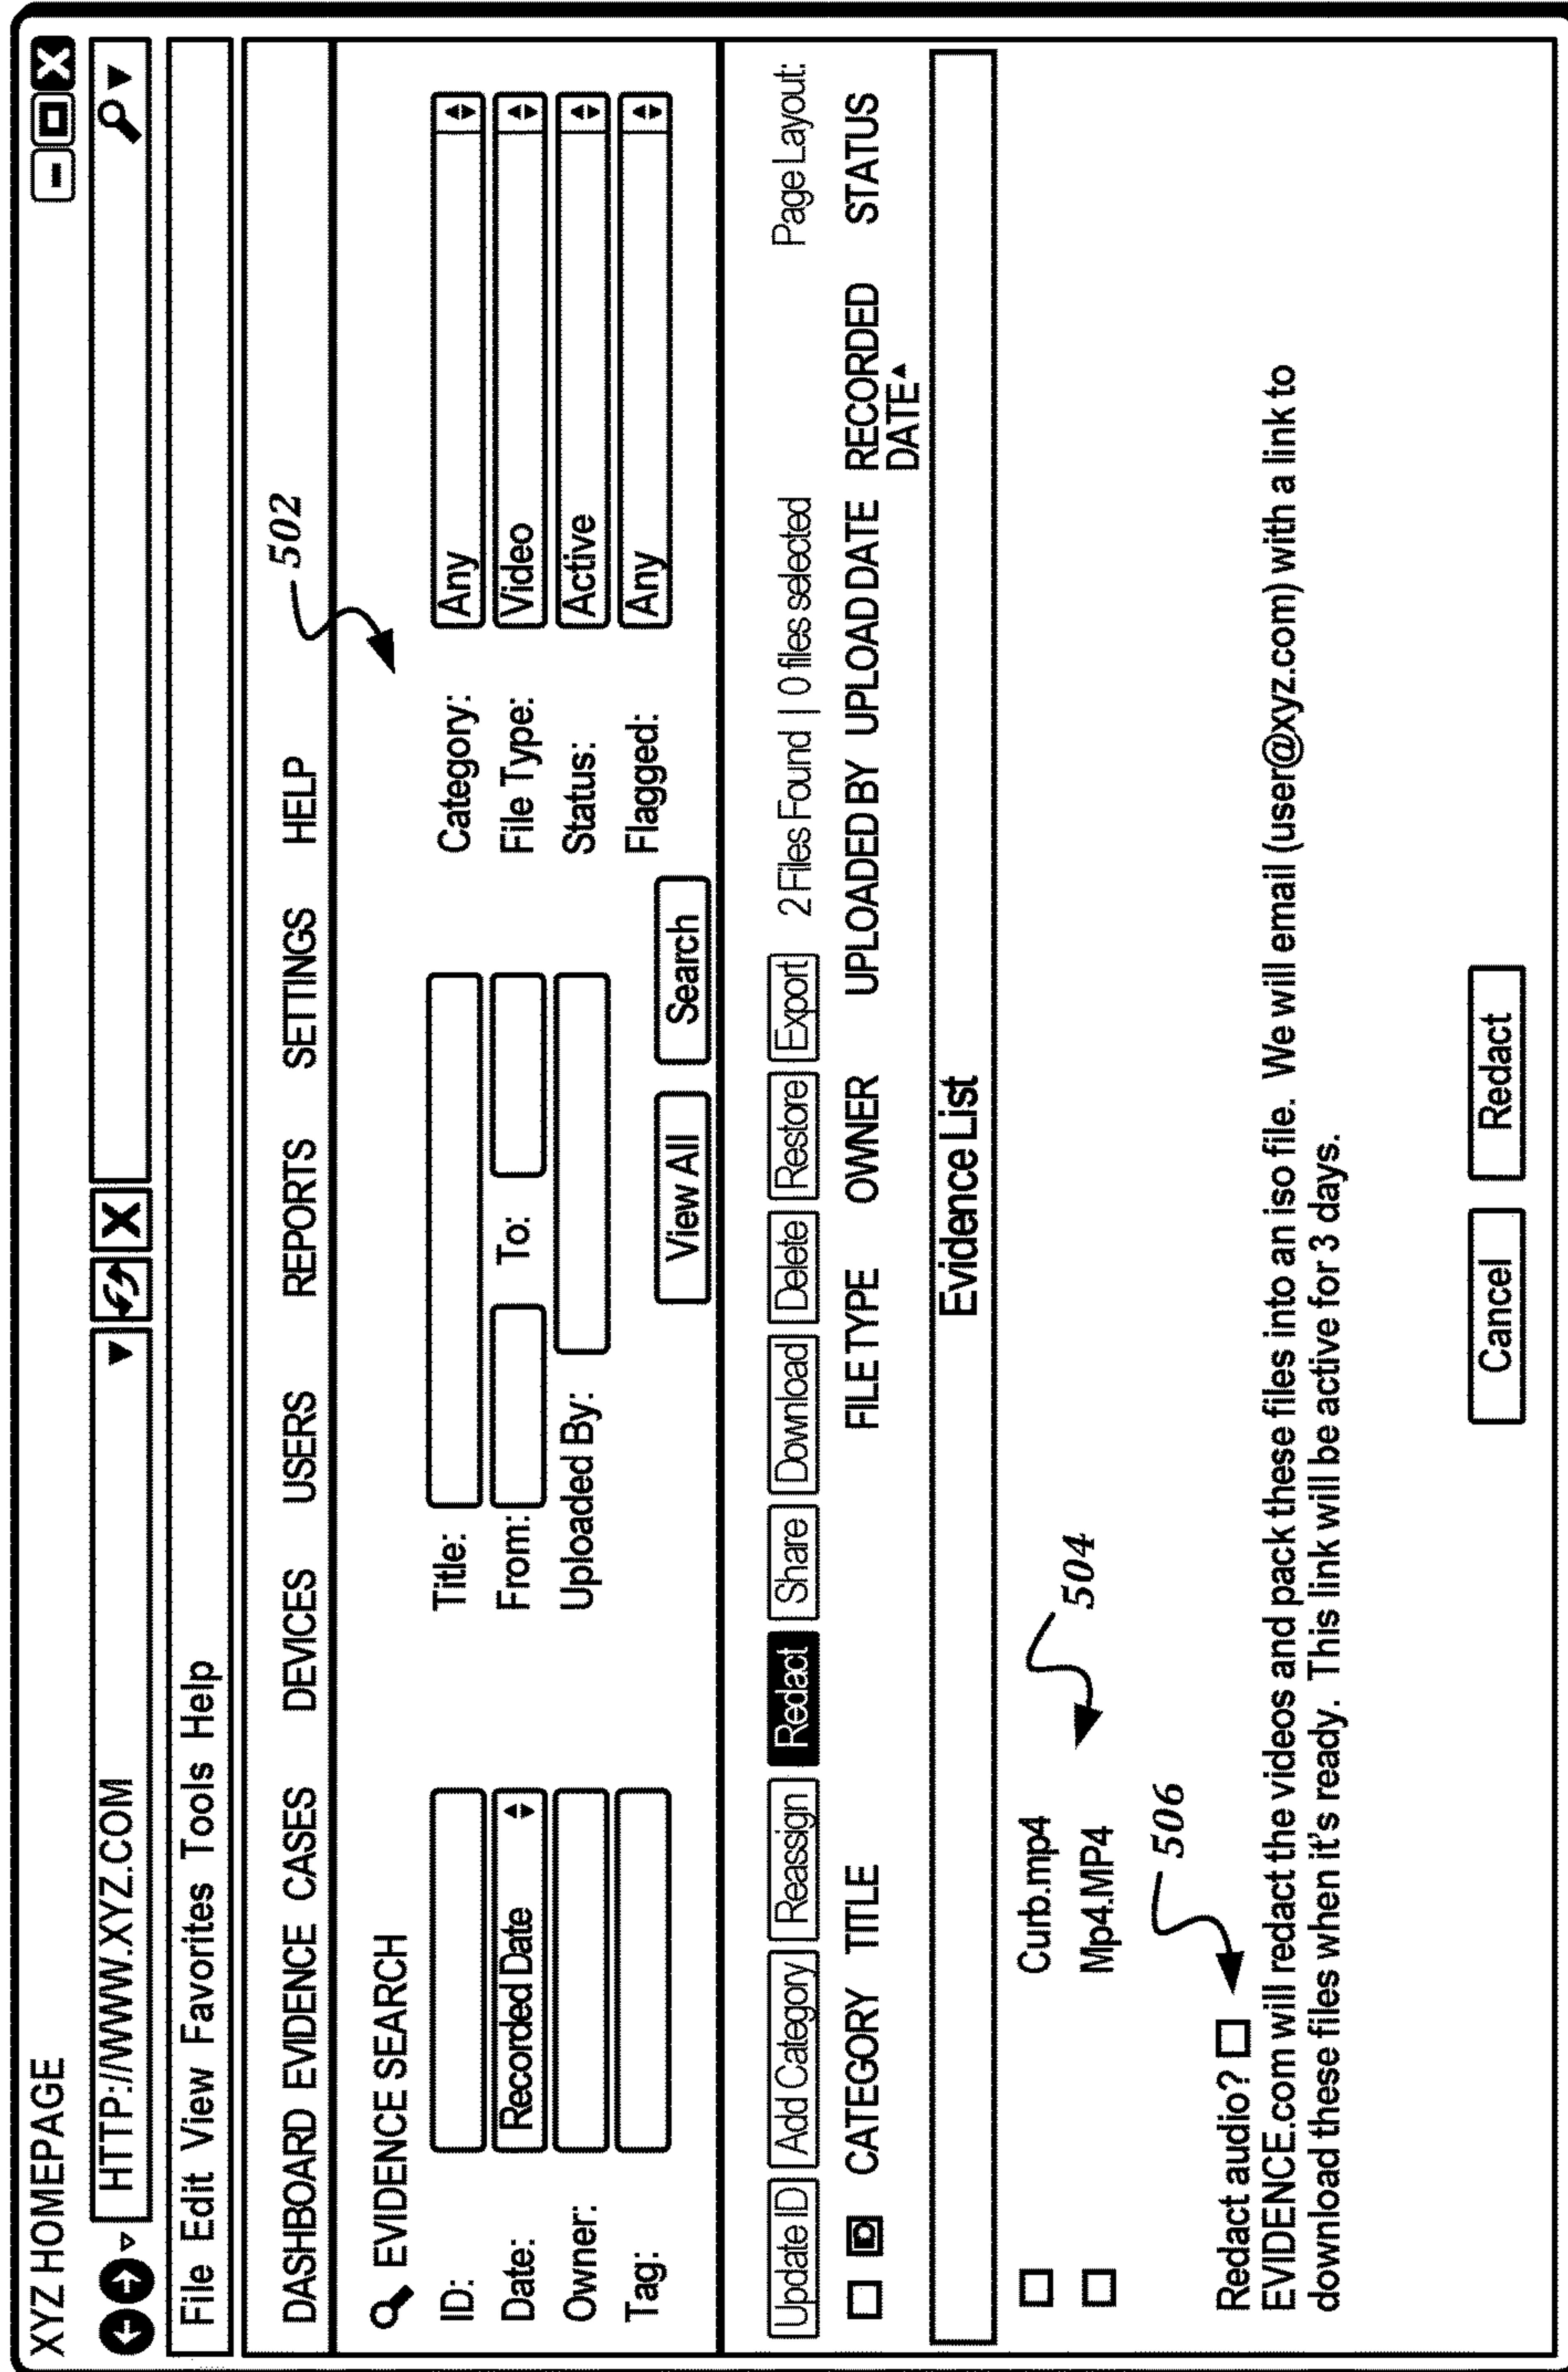 XYZ HOMEPAGE
HTTP://WWW.XYZ.COM
File Edit View Favorites Tools Help
DASHBOARD EVIDENCE CASES DEVICES USERS REPORTS SETTINGS HELP
502
EVIDENCE SEARCH
ID: Title: Category: Any
Date: Recorded Date From: To: File Type: Video
Owner: Uploaded By: Status: Active
Tag: View All Search Flagged: Any
Update ID Add Category Reassign Redact Share Download Delete Restore Export 2 Files Found | 0 files selected Page Layout:
ID CATEGORY TITLE FILE TYPE OWNER UPLOADED BY UPLOAD DATE RECORDED STATUS
DATE
Evidence List
Curb.mp4
504
Mp4.MP4
506
Redact audio?
EVIDENCE.com will redact the videos and pack these files into an iso file. We will email (user@xyz.com) with a link to
download these files when it's ready. This link will be active for 3 days.
Cancel Redact